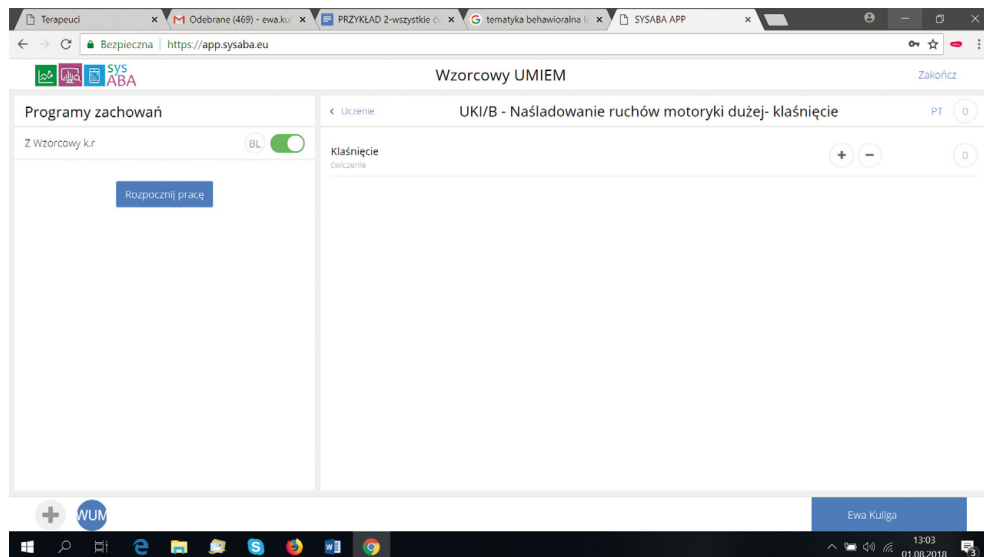 Terapeuci
Odebrane (469) - ewa.kul
PRZYKŁAD 2-wszystkie ćw
G tematyka behawioralna k
SYSABA APP
Bezpieczna | https://app.sysaba.eu
sys
ABA
Wzorcowy UMIEM
Zakończ
Programy zachowań
Uczenie
UKI/B - Naśladowanie ruchów motoryki dużej- klaśnięcie
PT 0
Z Wzorcowy k.r
BL
Klaśnięcie
ćwiczenie
+ −
0
Rozpocznij pracę
WUM
Ewa Kuliga
13:03
01.08.2018